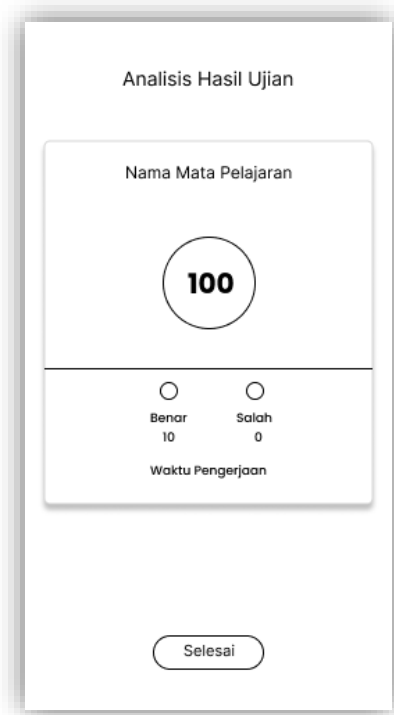 Analisis Hasil Ujian
Nama Mata Pelajaran
100
Benar Salah
10 0
Waktu Pengerjaan
Selesai